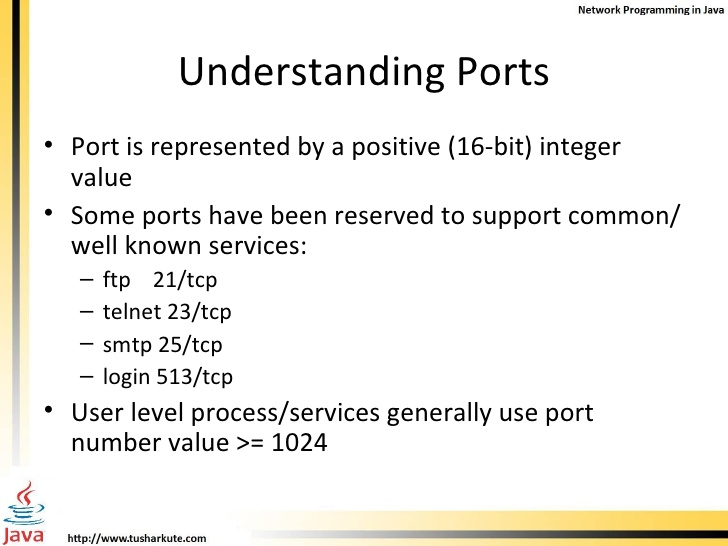 Network Programming in Java
Understanding Ports
• Port is represented by a positive (16-bit) integer
value
• Some ports have been reserved to support common/
well known services:
– ftp    21/tcp
– telnet 23/tcp
– smtp 25/tcp
– login 513/tcp
• User level process/services generally use port
number value >= 1024
Java
http://www.tusharkute.com